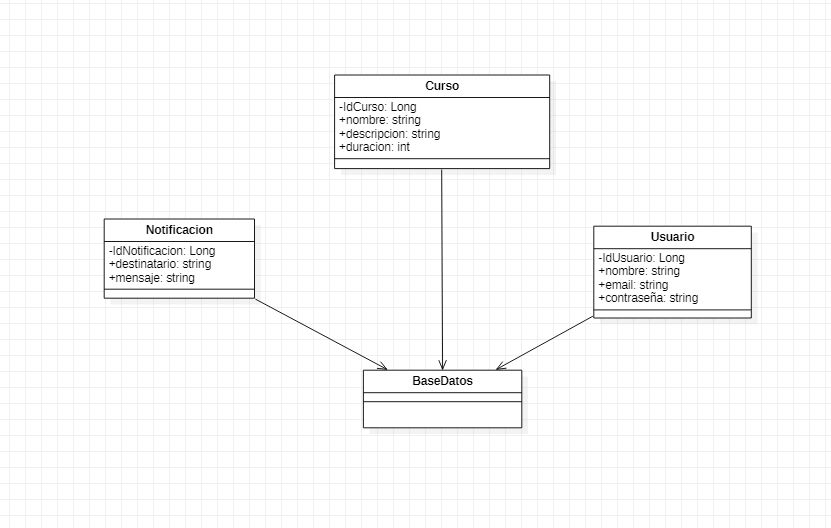 Curso
-IdCurso: Long
+nombre: string
+descripcion: string
+duracion: int
Notificacion
-IdNotificacion: Long
+destinatario: string
+mensaje: string
Usuario
-IdUsuario: Long
+nombre: string
+email: string
+contraseña: string
BaseDatos